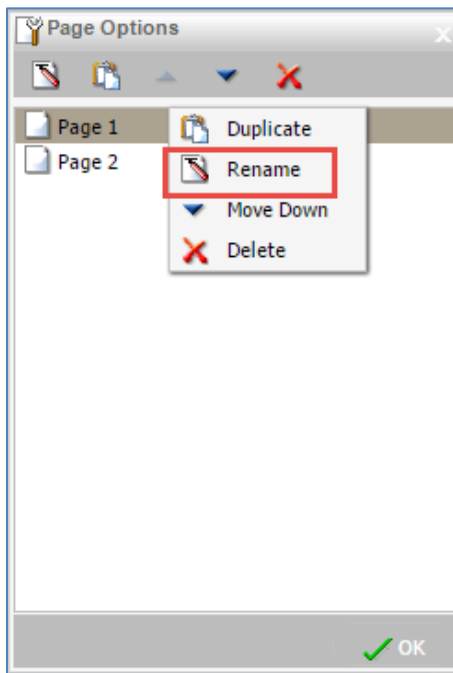 Page Options
Page 1
Page 2
Duplicate
Rename
Move Down
Delete
OK